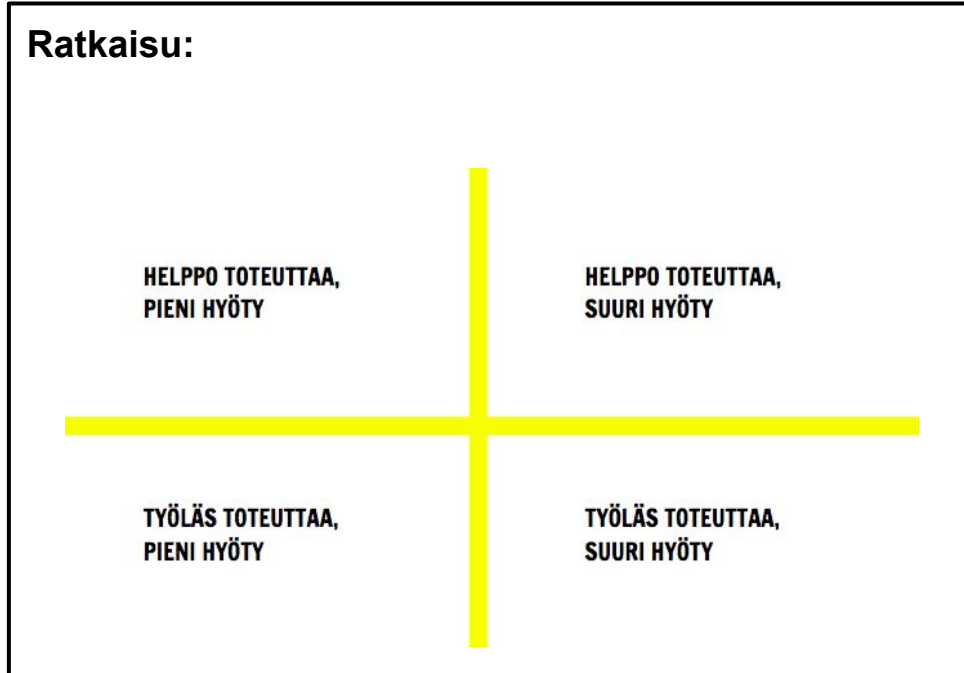 Ratkaisu:
HELPPO TOTEUTTAA,
PIENI HYÖTY
HELPPO TOTEUTTAA,
SUURI HYÖTY
TYÖLÄS TOTEUTTAA,
PIENI HYÖTY
TYÖLÄS TOTEUTTAA,
SUURI HYÖTY